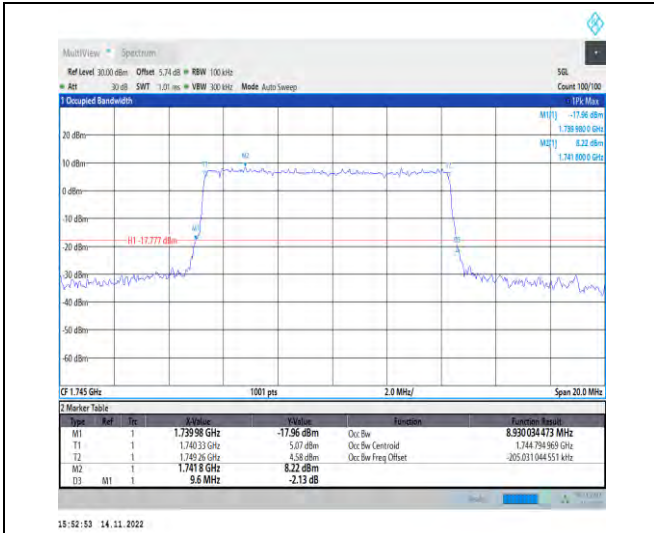 MultiView Spectrum
Ref Level 30.00 dBm Offset 5.74 dB RBW 100 kHz SGL
Att 30 dB SWT 1.01 ms VBW 300 kHz Mode Auto Sweep Count 100/100
1 Occupied Bandwidth 1Pk Max
M1[1] -17.96 dBm
1.739 980 0 GHz
M2[1] 8.22 dBm
1.741 800 0 GHz
20 dBm
10 dBm
M2
0 dBm
-10 dBm
M1
H1 -17.777 dBm
-20 dBm
-30 dBm
-40 dBm
-50 dBm
-60 dBm
CF 1.745 GHz 1001 pts 2.0 MHz/ Span 20.0 MHz
2 Marker Table
Type Ref Trc X-Value Y-Value Function Function Result
M1 1 1.739 98 GHz -17.96 dBm Occ Bw 8.930 034 473 MHz
T1 1 1.740 33 GHz 5.07 dBm Occ Bw Centroid 1.744 794 969 GHz
T2 1 1.749 26 GHz 4.58 dBm Occ Bw Freq Offset -205.031 044 551 kHz
M2 1 1.741 8 GHz 8.22 dBm
D3 M1 1 9.6 MHz -2.13 dB
15:52:53 14.11.2022